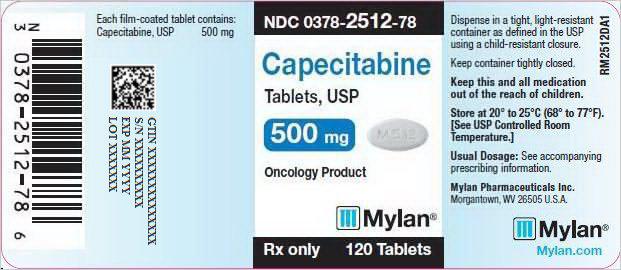 N
3 0378-2512-78 6
Each film-coated tablet contains:
Capecitabine, USP 500 mg
GTIN XXXXXXXXXXXXXX
S/N XXXXXXXXX
EXP MM YYYY
LOT XXXXXXX
NDC 0378-2512-78
Capecitabine
Tablets, USP
500 mg
M 512
Oncology Product
Mylan®
Rx only 120 Tablets
Dispense in a tight, light-resistant
container as defined in the USP
using a child-resistant closure.
Keep container tightly closed.
Keep this and all medication
out of the reach of children.
Store at 20° to 25°C (68° to 77°F).
[See USP Controlled Room
Temperature.]
Usual Dosage: See accompanying
prescribing information.
Mylan Pharmaceuticals Inc.
Morgantown, WV 26505 U.S.A.
Mylan®
Mylan.com
RM2512DA1